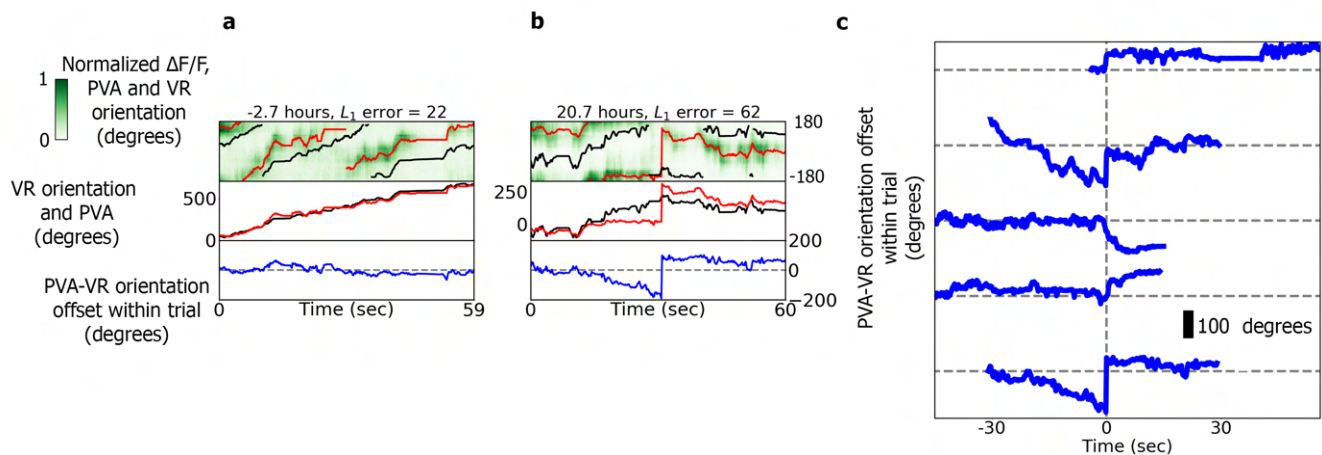 a
b
c
Normalized ΔF/F,
PVA and VR
orientation
(degrees)
1
0
-2.7 hours, L₁ error = 22
20.7 hours, L₁ error = 62
180
-180
VR orientation
and PVA
(degrees)
500
0
250
0
PVA-VR orientation
offset within trial
(degrees)
200
0
−200
0
Time (sec)
59
0
Time (sec)
60
PVA-VR orientation offset
within trial
(degrees)
100 degrees
-30
0
30
Time (sec)